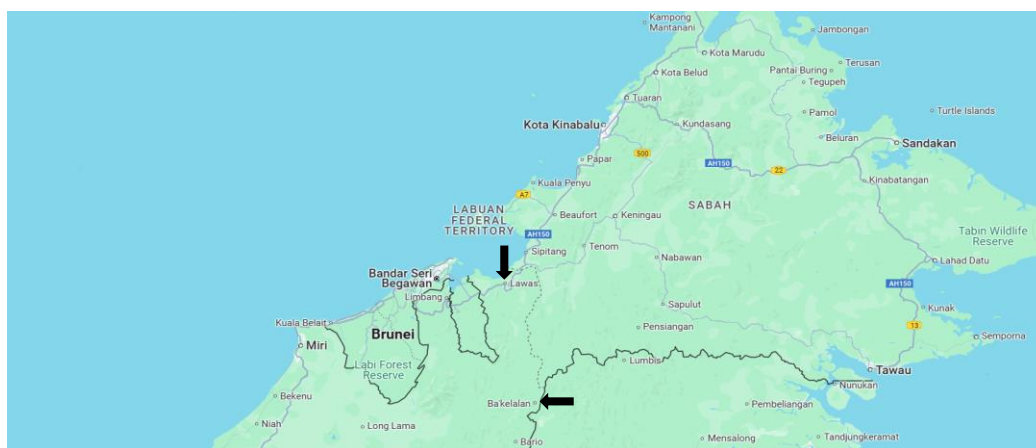 Kampong
Mantanani
Jambongan
Kota Marudu
Terusan
Kota Belud
Pantai Buring
Tegupeh
Tuaran
Pamol
Turtle Islands
Kota Kinabalu
Kundasang
Beluran
Sandakan
500
AH150
22
Papar
Kinabatangan
Kuala Penyu
A7
SABAH
LABUAN
FEDERAL
TERRITORY
Beaufort
Keningau
Tabin Wildlife
Reserve
AH150
Sipitang
Tenom
Nabawan
Lahad Datu
Bandar Seri
Begawan
Lawas
AH150
Limbang
Sapulut
Kunak
Kuala Belait
Brunei
Pensiangan
13
Semporna
Miri
Labi Forest
Reserve
Lumbis
Tawau
Nunukan
Bekenu
Ba'kelalan
Pembeliangan
Niah
Long Lama
Bario
Mensalong
Tandjungkeramat